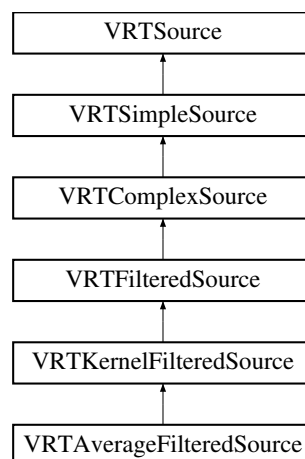 VRTSource
VRTSimpleSource
VRTComplexSource
VRTFilteredSource
VRTKernelFilteredSource
VRTAverageFilteredSource